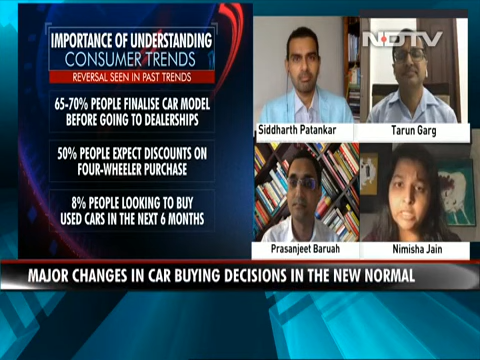 IMPORTANCE OF UNDERSTANDING
CONSUMER TRENDS
REVERSAL SEEN IN PAST TRENDS
65-70% PEOPLE FINALISE CAR MODEL
BEFORE GOING TO DEALERSHIPS
50% PEOPLE EXPECT DISCOUNTS ON
FOUR-WHEELER PURCHASE
8% PEOPLE LOOKING TO BUY
USED CARS IN THE NEXT 6 MONTHS
NDTV
Siddharth Patankar
Tarun Garg
Prasanjeet Baruah
Nimisha Jain
MAJOR CHANGES IN CAR BUYING DECISIONS IN THE NEW NORMAL